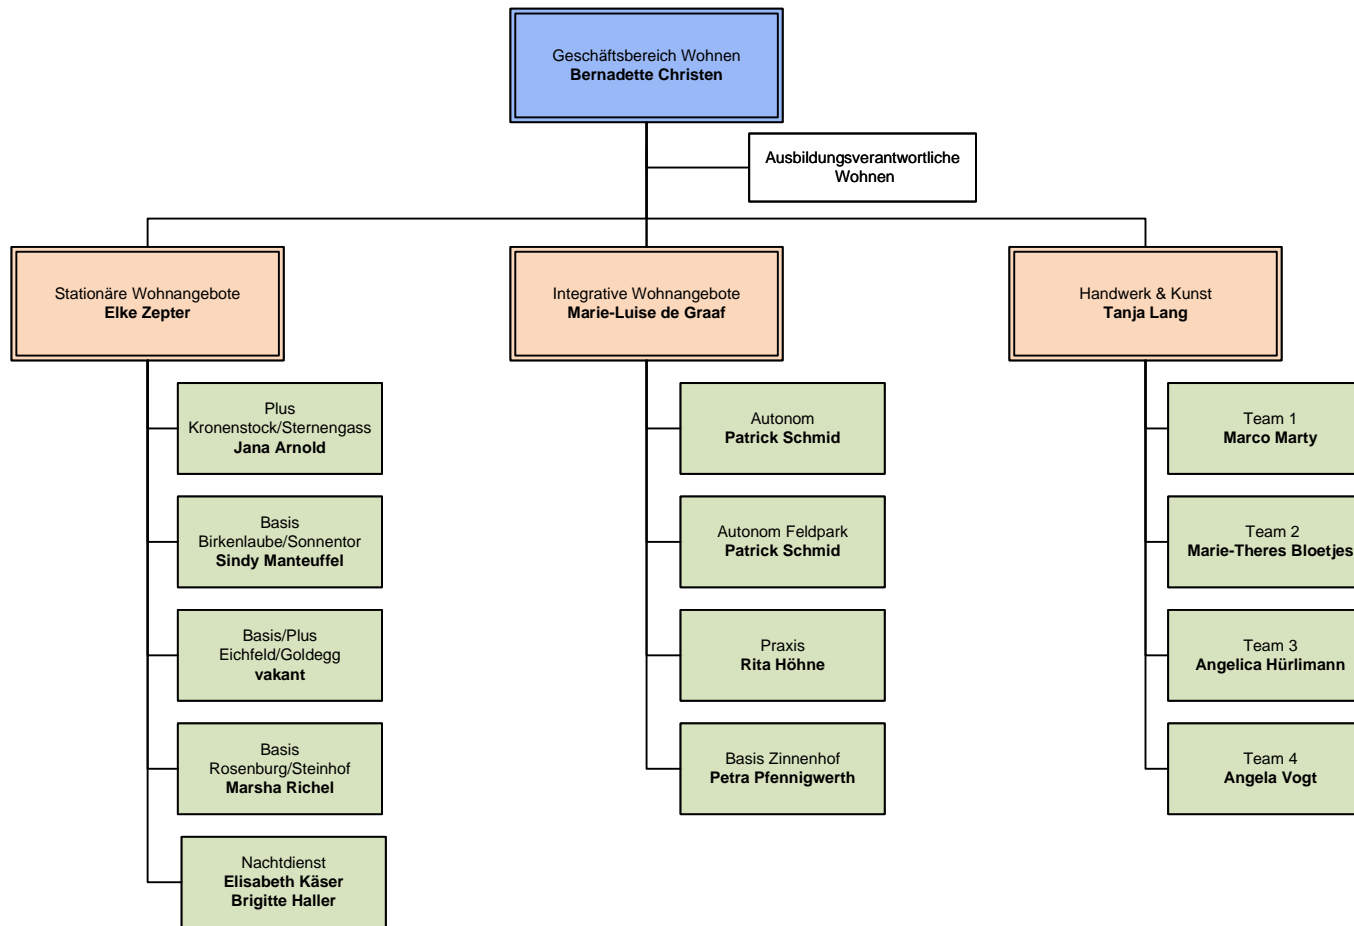 Geschäftsbereich Wohnen
Bernadette Christen
Ausbildungsverantwortliche
Wohnen
Stationäre Wohnangebote
Elke Zepter
Integrative Wohnangebote
Marie-Luise de Graaf
Handwerk & Kunst
Tanja Lang
Plus
Kronenstock/Sternengass
Jana Arnold
Basis
Birkenlaube/Sonnentor
Sindy Manteuffel
Basis/Plus
Eichfeld/Goldegg
vakant
Basis
Rosenburg/Steinhof
Marsha Richel
Nachtdienst
Elisabeth Käser
Brigitte Haller
Autonom
Patrick Schmid
Autonom Feldpark
Patrick Schmid
Praxis
Rita Höhne
Basis Zinnenhof
Petra Pfennigwerth
Team 1
Marco Marty
Team 2
Marie-Theres Bloetjes
Team 3
Angelica Hürlimann
Team 4
Angela Vogt